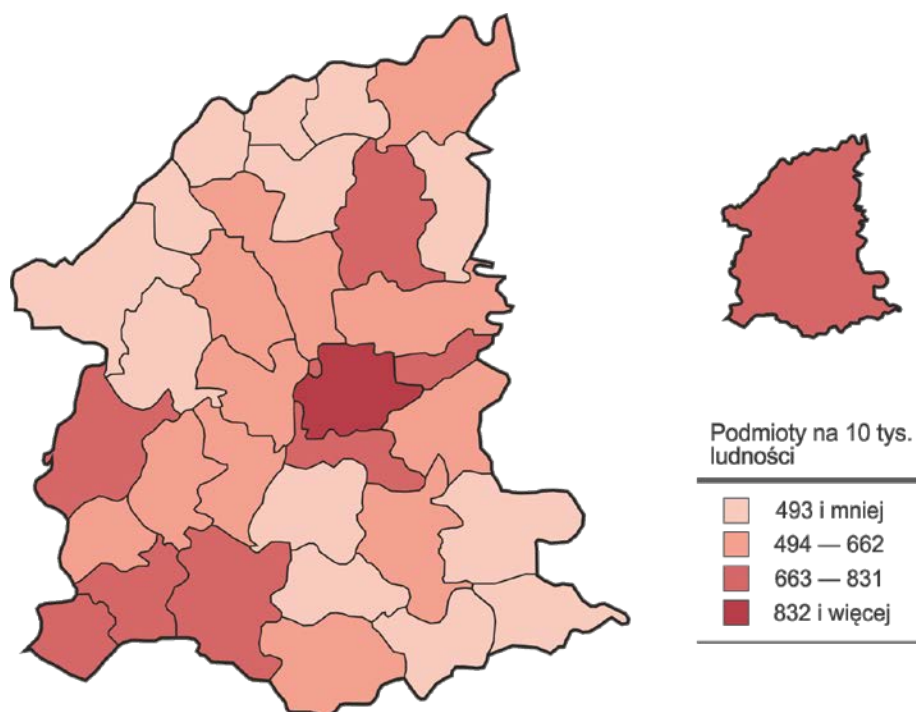 Podmioty na 10 tys.
ludności
493 i mniej
494 — 662
663 — 831
832 i więcej